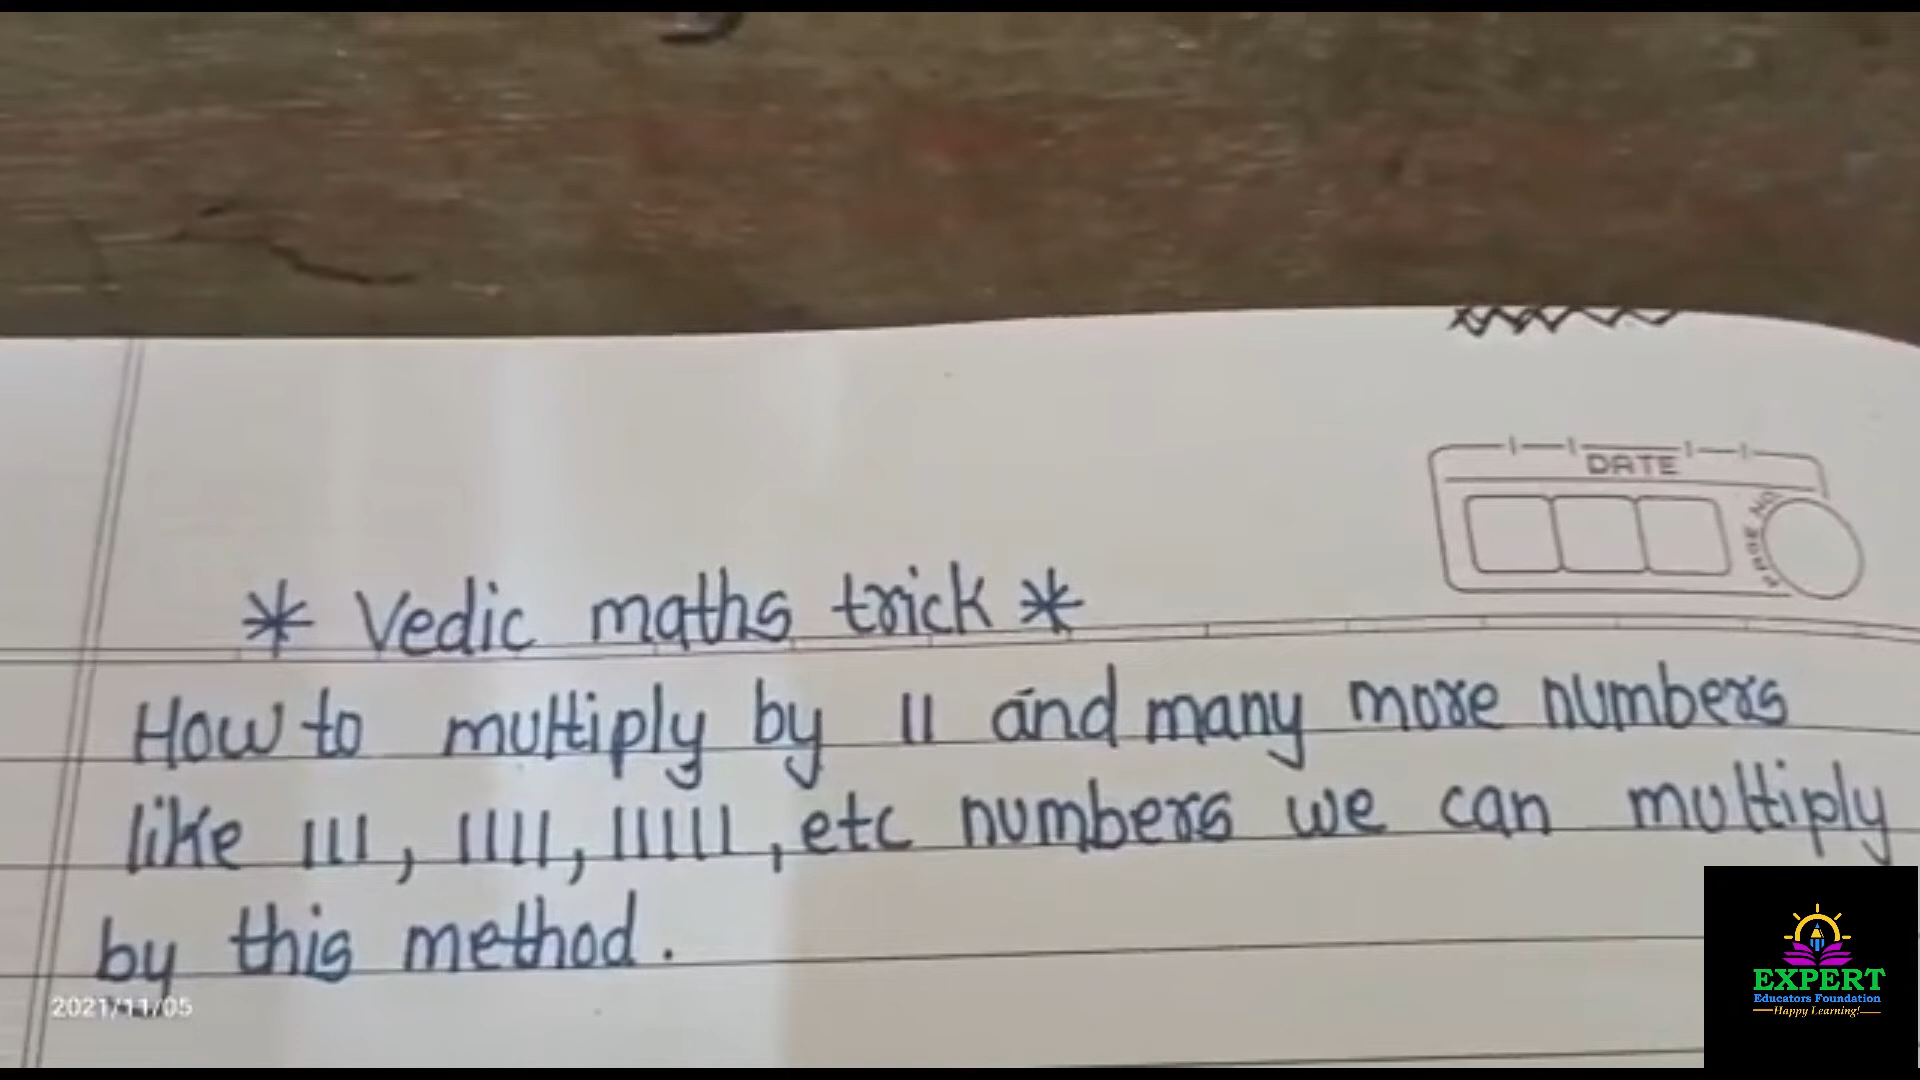 DATE
PAGE NO
* Vedic maths trick *
How to multiply by 11 and many more numbers
like 111, 1111, 11111, etc numbers we can multiply
by this method.
2021/11/05
EXPERT
Educators Foundation
Happy Learning!